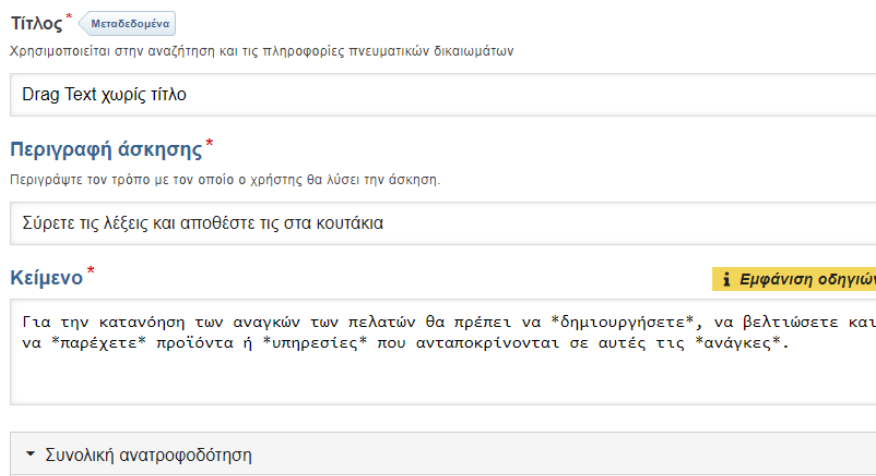 Τίτλος* Μεταδεδομένα
Χρησιμοποιείται στην αναζήτηση και τις πληροφορίες πνευματικών δικαιωμάτων
Drag Text χωρίς τίτλο
Περιγραφή άσκησης*
Περιγράψτε τον τρόπο με τον οποίο ο χρήστης θα λύσει την άσκηση.
Σύρετε τις λέξεις και αποθέστε τις στα κουτάκια
Κείμενο* i Εμφάνιση οδηγιών
Για την κατανόηση των αναγκών των πελατών θα πρέπει να *δημιουργήσετε*, να βελτιώσετε και
να *παρέχετε* προϊόντα ή *υπηρεσίες* που ανταποκρίνονται σε αυτές τις *ανάγκες*.
Συνολική ανατροφοδότηση